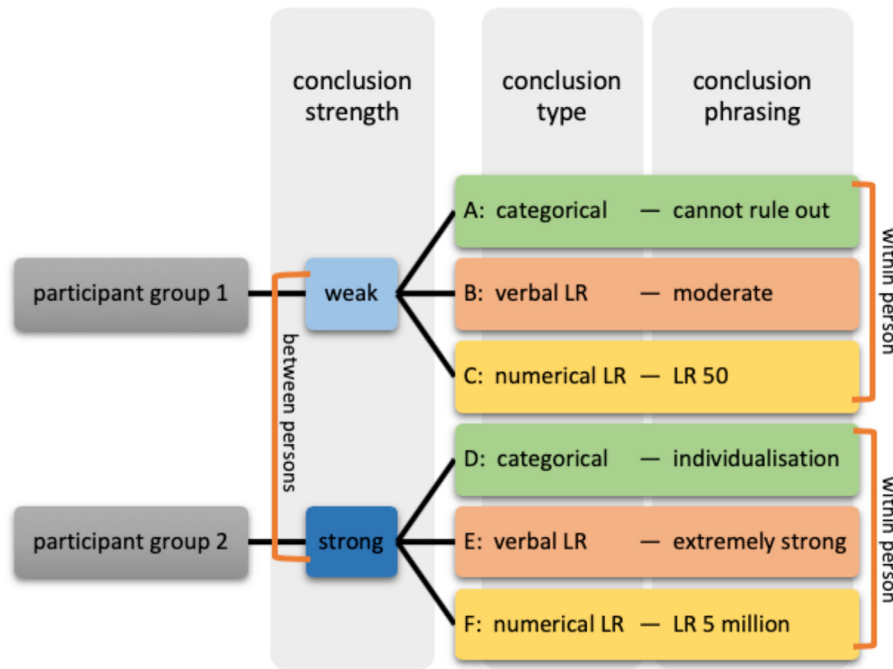 conclusion
strength
conclusion
type
conclusion
phrasing
A: categorical — cannot rule out
participant group 1
weak
B: verbal LR — moderate
C: numerical LR — LR 50
within person
between persons
D: categorical — individualisation
participant group 2
strong
E: verbal LR — extremely strong
F: numerical LR — LR 5 million
within person